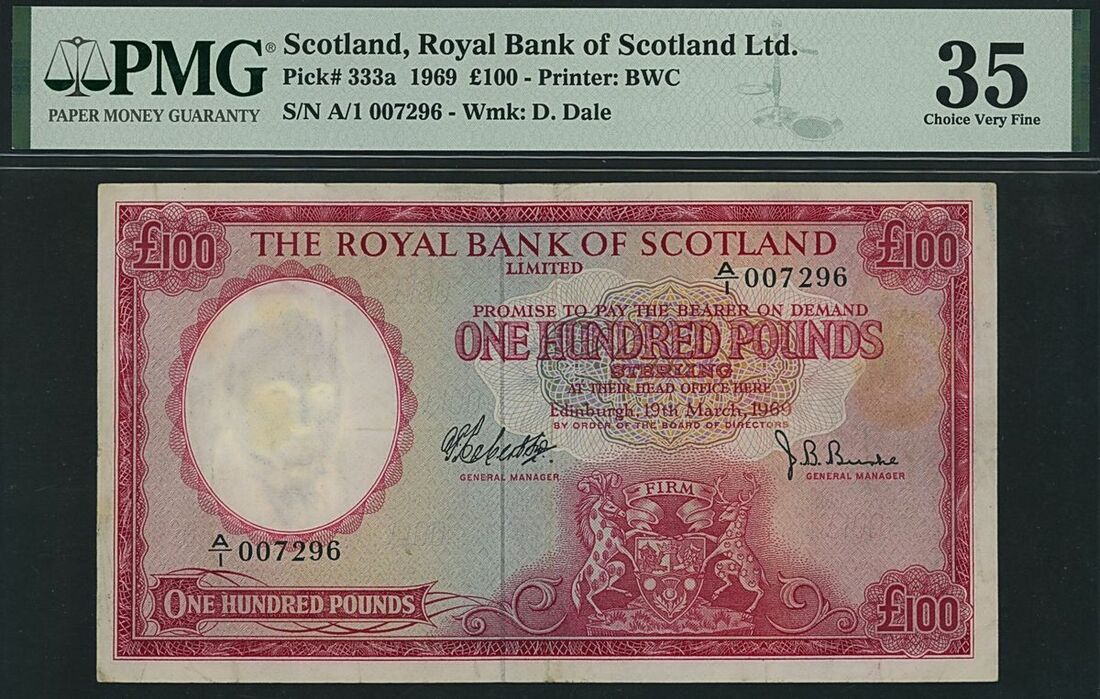 PMG®
PAPER MONEY GUARANTY
Scotland, Royal Bank of Scotland Ltd.
Pick# 333a 1969 £100 - Printer: BWC
S/N A/1 007296 - Wmk: D. Dale
35
Choice Very Fine
£100
£100
THE ROYAL BANK OF SCOTLAND
LIMITED
A/1 007296
PROMISE TO PAY THE BEARER ON DEMAND
ONE HUNDRED POUNDS
STERLING
AT THEIR HEAD OFFICE HERE
Edinburgh, 19th March, 1969
BY ORDER OF THE BOARD OF DIRECTORS
J.B. Burke
GENERAL MANAGER
GENERAL MANAGER
FIRM
A/1 007296
ONE HUNDRED POUNDS
£100